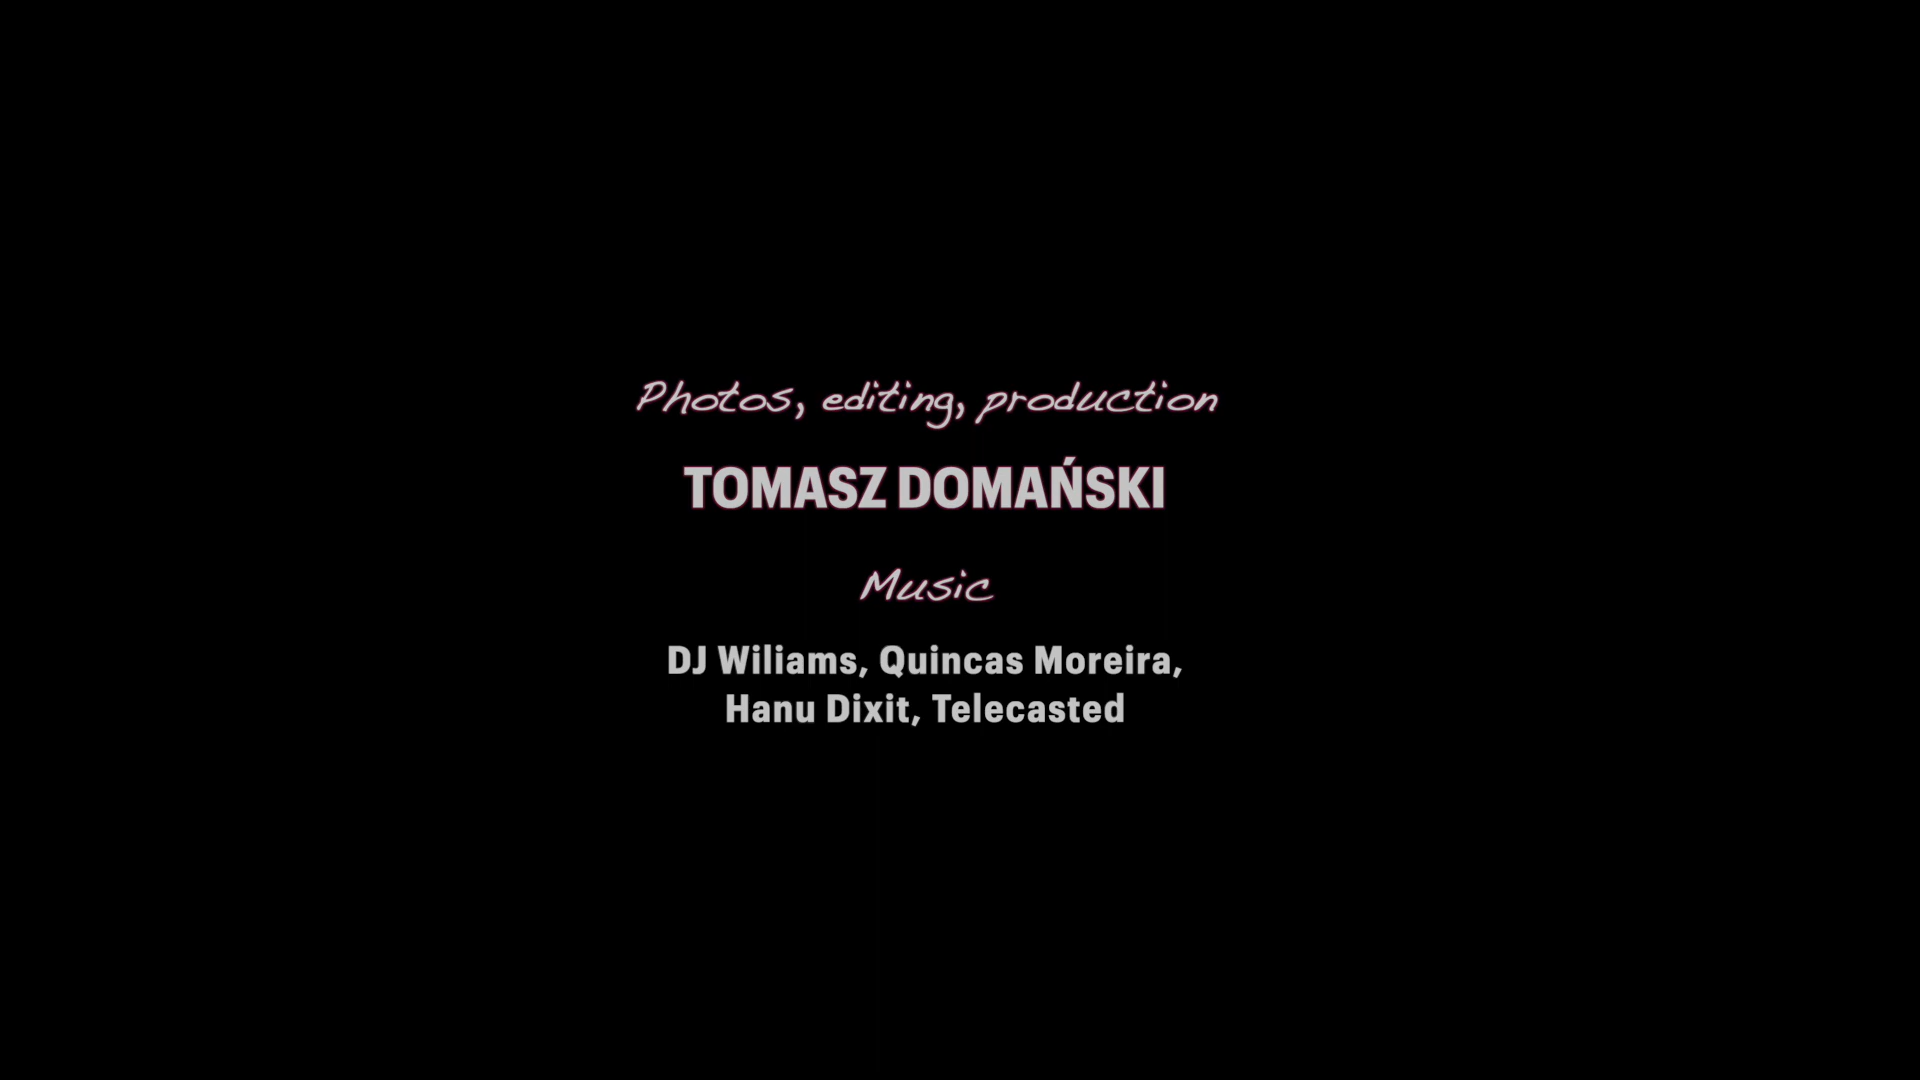 Photos, editing, production
TOMASZ DOMAŃSKI
Music
DJ Wiliams, Quincas Moreira,
Hanu Dixit, Telecasted